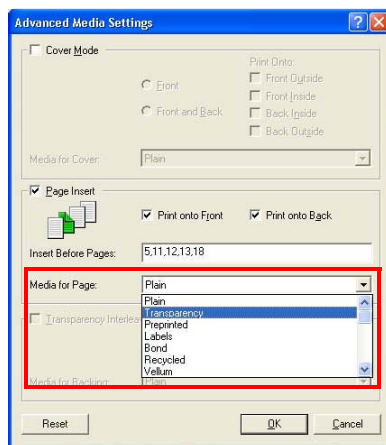 Advanced Media Settings
Cover Mode
Print Onto:
Front
Front Outside
Front Inside
Front and Back
Back Inside
Back Outside
Media for Cover:
Plain
Page Insert
Print onto Front
Print onto Back
Insert Before Pages:
5,11,12,13,18
Media for Page:
Plain
Plain
Transparency
Transparency Interlea
Preprinted
Labels
Bond
Recycled
Vellum
Media for Backing:
Plain
Reset
OK
Cancel